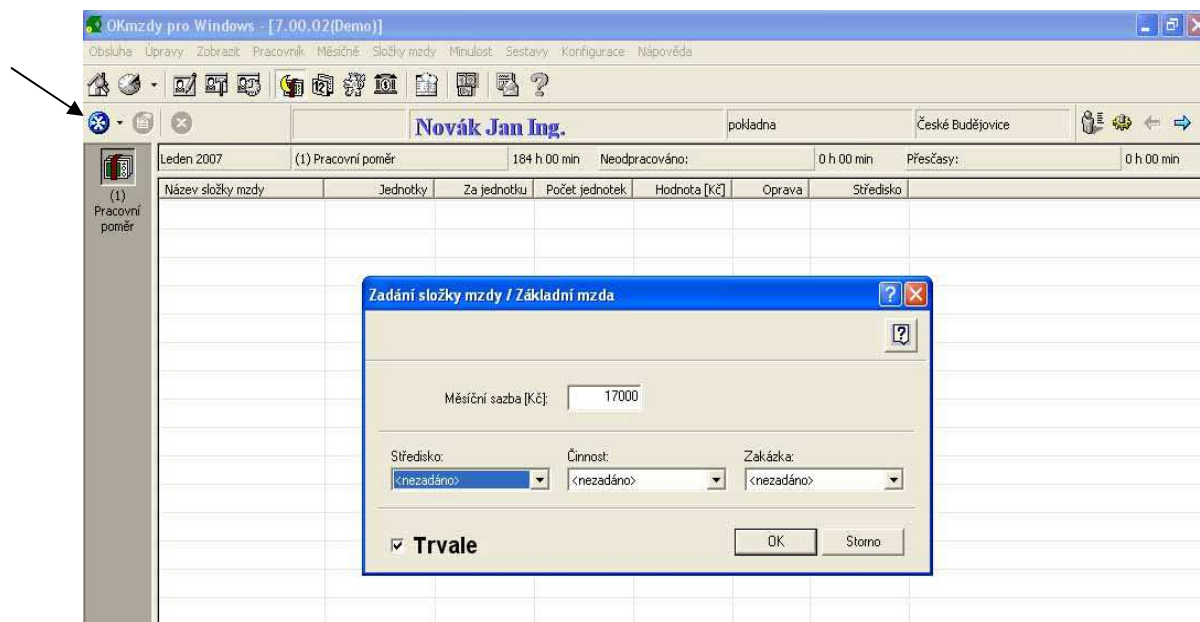 OKmzdy pro Windows - [7.00.02(Demo)]
Obsluha Úpravy Zobrazit Pracovník Měsíčně Složky mzdy Minulost Sestavy Konfigurace Nápověda
Novák Jan Ing. pokladna České Budějovice
Leden 2007 (1) Pracovní poměr 184 h 00 min Neodpracováno: 0 h 00 min Přesčasy: 0 h 00 min
(1)
Pracovní
poměr
Název složky mzdy Jednotky Za jednotku Počet jednotek Hodnota [Kč] Oprava Středisko
Zadání složky mzdy / Základní mzda
Měsíční sazba [Kč]: 17000
Středisko: Činnost: Zakázka:
<nezadáno> <nezadáno> <nezadáno>
Trvale OK Storno